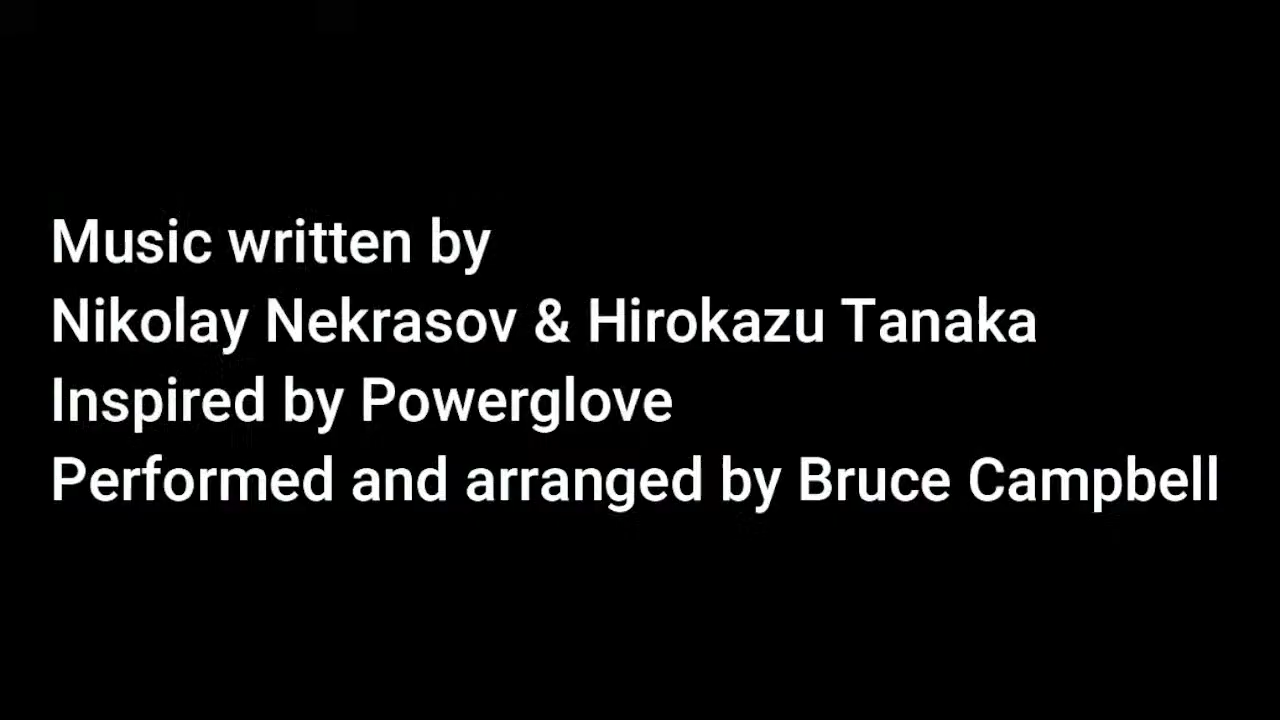 Music written by
Nikolay Nekrasov & Hirokazu Tanaka
Inspired by Powerglove
Performed and arranged by Bruce Campbell